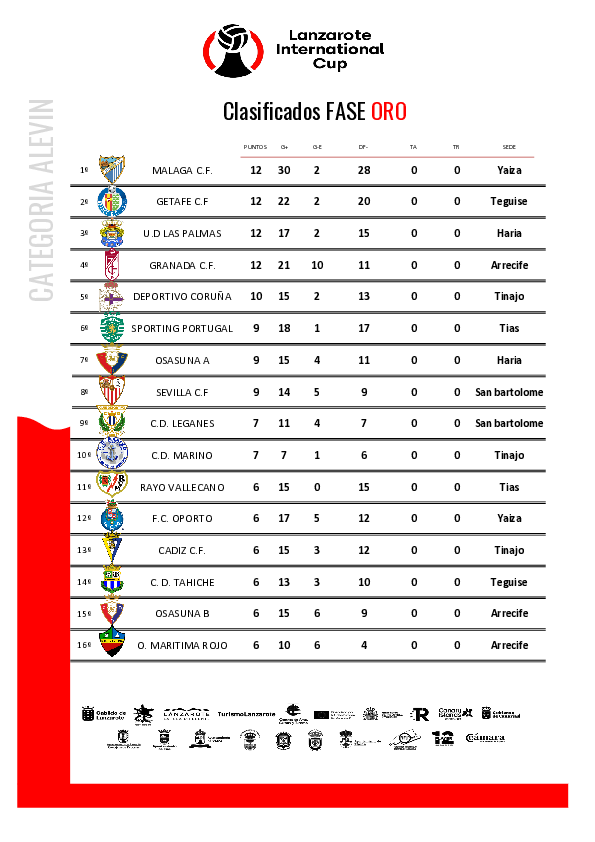 Lanzarote
International
Cup
Clasificados FASE ORO
CATEGORIA ALEVIN
PUNTOS G+ G-E DF- TA TR SEDE
1º MALAGA C.F. 12 30 2 28 0 0 Yaiza
2º GETAFE C.F 12 22 2 20 0 0 Teguise
3º U.D LAS PALMAS 12 17 2 15 0 0 Haria
4º GRANADA C.F. 12 21 10 11 0 0 Arrecife
5º DEPORTIVO CORUÑA 10 15 2 13 0 0 Tinajo
6º SPORTING PORTUGAL 9 18 1 17 0 0 Tias
7º OSASUNA A 9 15 4 11 0 0 Haria
8º SEVILLA C.F 9 14 5 9 0 0 San bartolome
9º C.D. LEGANES 7 11 4 7 0 0 San bartolome
10º C.D. MARINO 7 7 1 6 0 0 Tinajo
11º RAYO VALLECANO 6 15 0 15 0 0 Tias
12º F.C. OPORTO 6 17 5 12 0 0 Yaiza
13º CADIZ C.F. 6 15 3 12 0 0 Tinajo
14º C. D. TAHICHE 6 13 3 10 0 0 Teguise
15º OSASUNA B 6 15 6 9 0 0 Arrecife
16º O. MARITIMA ROJO 6 10 6 4 0 0 Arrecife
Cabildo de
Lanzarote
LANZAROTE
TurismoLanzarote
Canary
Islands
Gobierno
de Canarias
12
Cámara